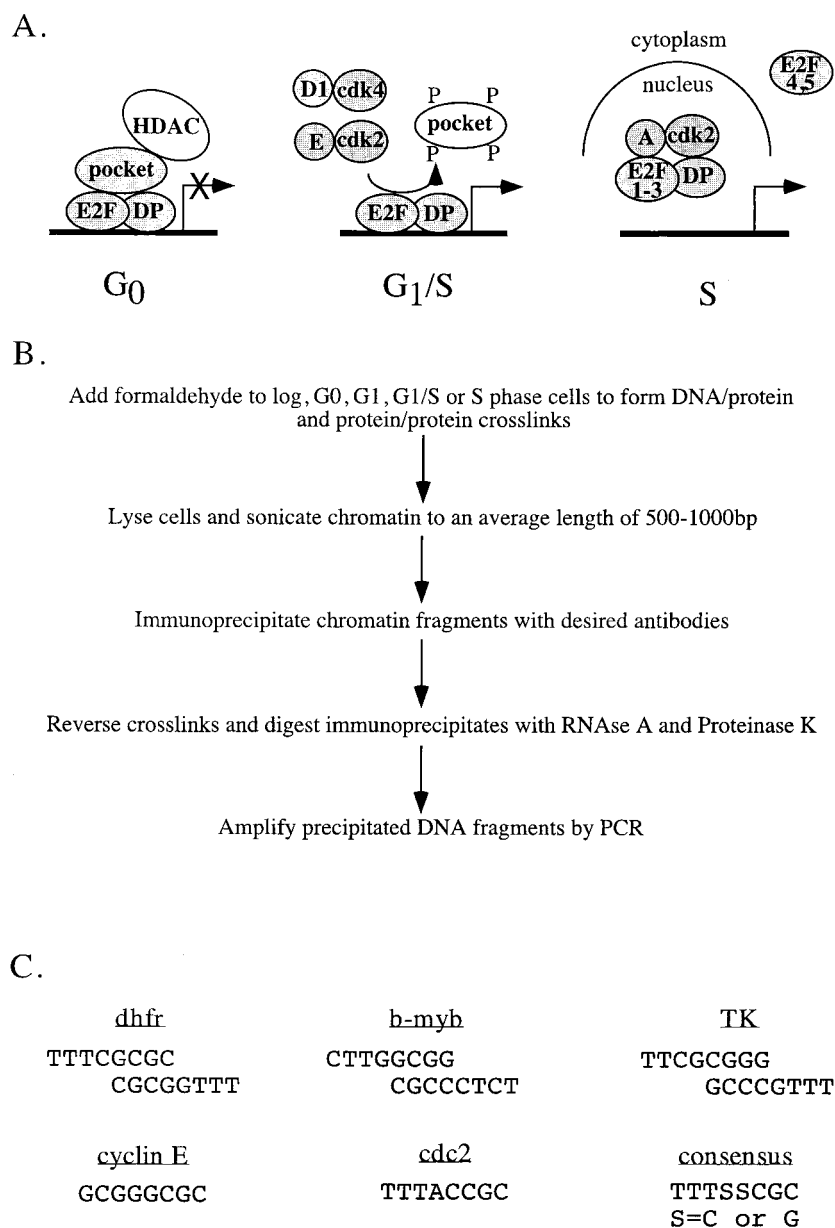 A.
HDAC
pocket
E2F DP
X
G0
D1 cdk4
E cdk2
P P
pocket
P P
E2F DP
G1/S
cytoplasm
nucleus
E2F
4,5
A cdk2
E2F
1-3
DP
S
B.
Add formaldehyde to log, G0, G1, G1/S or S phase cells to form DNA/protein
and protein/protein crosslinks
Lyse cells and sonicate chromatin to an average length of 500-1000bp
Immunoprecipitate chromatin fragments with desired antibodies
Reverse crosslinks and digest immunoprecipitates with RNAse A and Proteinase K
Amplify precipitated DNA fragments by PCR
C.
dhfr
TTTCGCGC
CGCGGTTT
b-myb
CTTGGCGG
CGCCCTCT
TK
TTCGCGGG
GCCCGTTT
cyclin E
GCGGGCGC
cdc2
TTTACCGC
consensus
TTTSSCGC
S=C or G